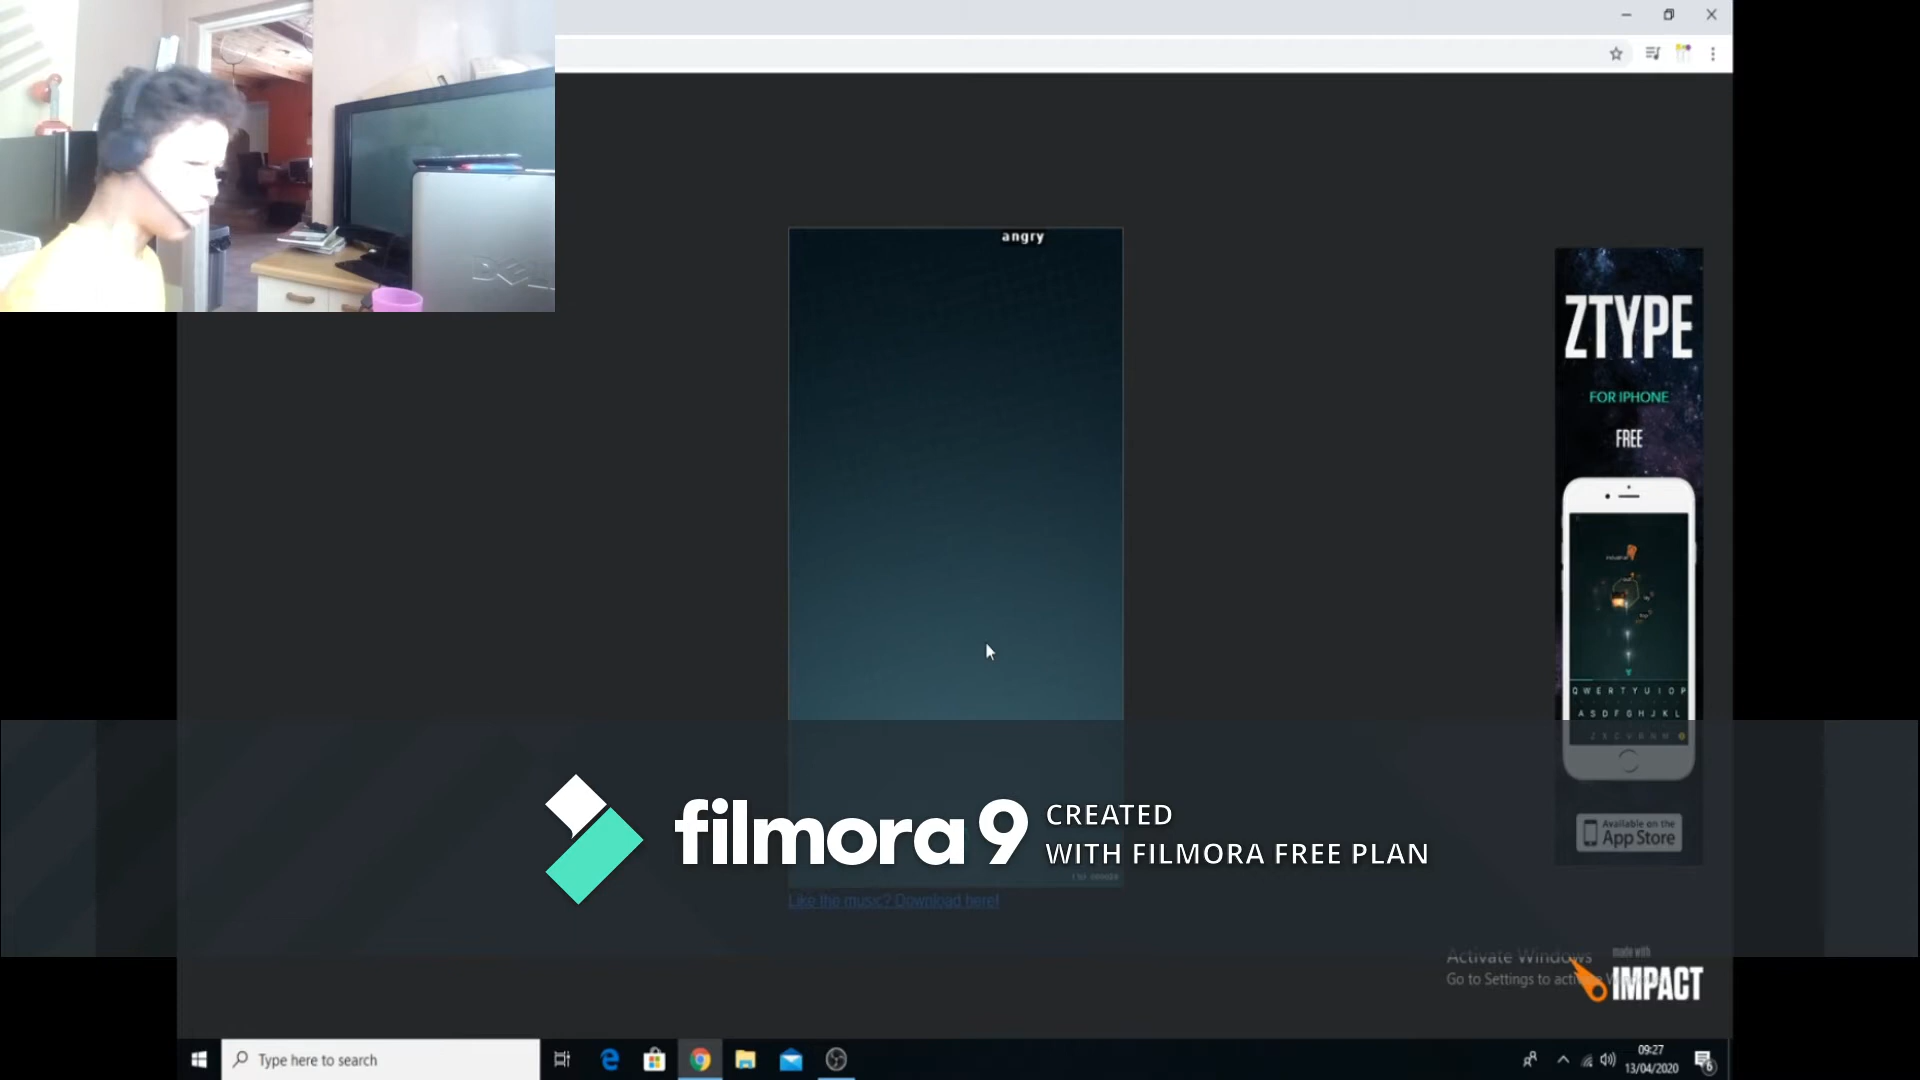 angry
ZTYPE
FOR IPHONE
FREE
Q W E R T Y U I O P
A S D F G H J K L
Z X C V B N M
filmora 9
CREATED
WITH FILMORA FREE PLAN
Available on the
App Store
Like the music? Download here!
Activate Windows
Go to Settings to
made with
IMPACT
DELL
Type here to search
09:27
13/04/2020
6